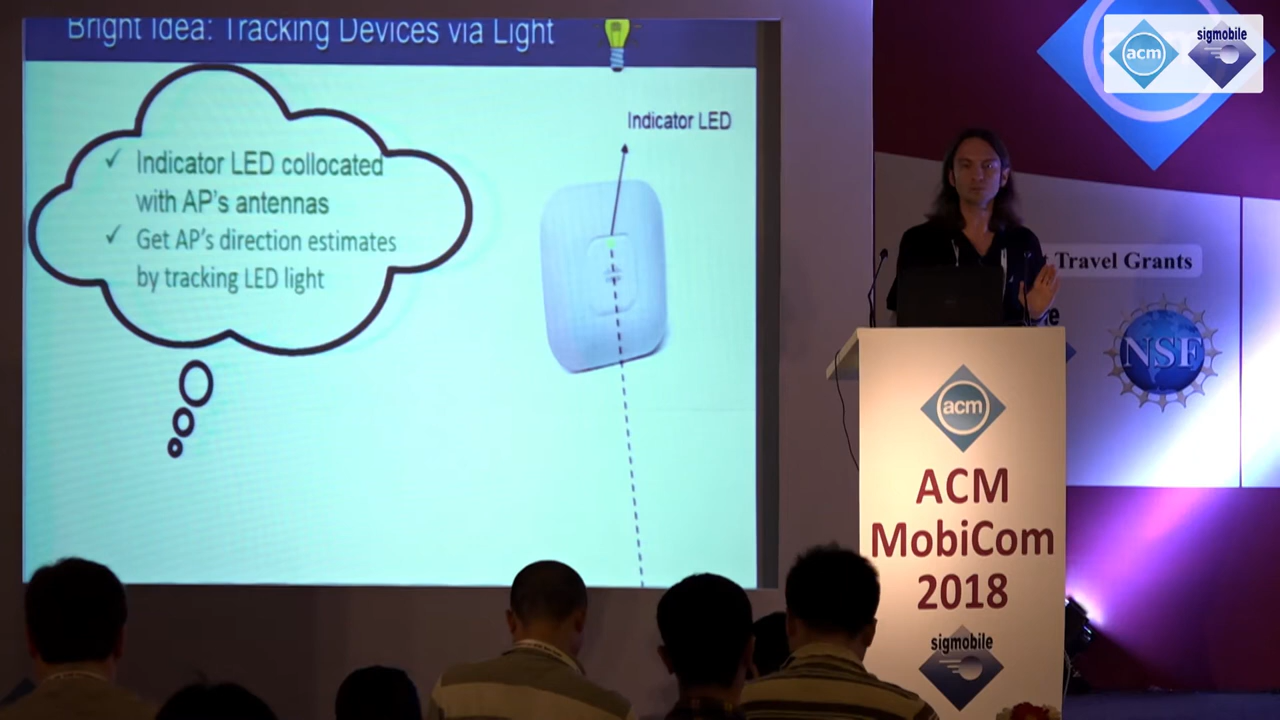 Bright Idea: Tracking Devices via Light
Indicator LED
✓ Indicator LED collocated
with AP's antennas
✓ Get AP's direction estimates
by tracking LED light
acm
sigmobile
Travel Grants
NSF
acm
ACM
MobiCom
2018
sigmobile